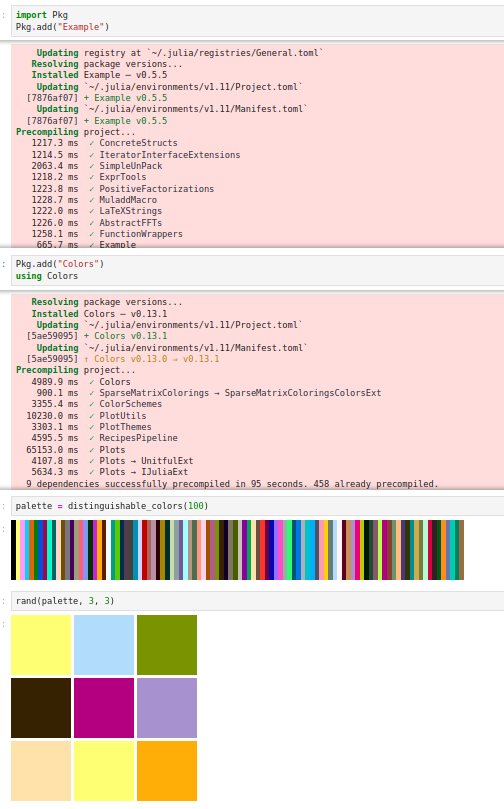 import Pkg
Pkg.add("Example")
Updating registry at `~/.julia/registries/General.toml`
Resolving package versions...
Installed Example ─ v0.5.5
Updating `~/.julia/environments/v1.11/Project.toml`
[7876af07] + Example v0.5.5
Updating `~/.julia/environments/v1.11/Manifest.toml`
[7876af07] + Example v0.5.5
Precompiling project...
1217.3 ms ✓ ConcreteStructs
1214.5 ms ✓ IteratorInterfaceExtensions
2063.4 ms ✓ SimpleUnPack
1218.2 ms ✓ ExprTools
1223.8 ms ✓ PositiveFactorizations
1228.7 ms ✓ MuladdMacro
1222.0 ms ✓ LaTeXStrings
1226.0 ms ✓ AbstractFFTs
1258.1 ms ✓ FunctionWrappers
665.7 ms ✓ Example
Pkg.add("Colors")
using Colors
Resolving package versions...
Installed Colors ─ v0.13.1
Updating `~/.julia/environments/v1.11/Project.toml`
[5ae59095] + Colors v0.13.1
Updating `~/.julia/environments/v1.11/Manifest.toml`
[5ae59095] ↑ Colors v0.13.0 ⇒ v0.13.1
Precompiling project...
4989.9 ms ✓ Colors
900.1 ms ✓ SparseMatrixColorings → SparseMatrixColoringsColorsExt
3355.4 ms ✓ ColorSchemes
10230.0 ms ✓ PlotUtils
3303.1 ms ✓ PlotThemes
4595.5 ms ✓ RecipesPipeline
65153.0 ms ✓ Plots
4107.8 ms ✓ Plots → UnitfulExt
5634.3 ms ✓ Plots → IJuliaExt
9 dependencies successfully precompiled in 95 seconds. 458 already precompiled.
palette = distinguishable_colors(100)
rand(palette, 3, 3)